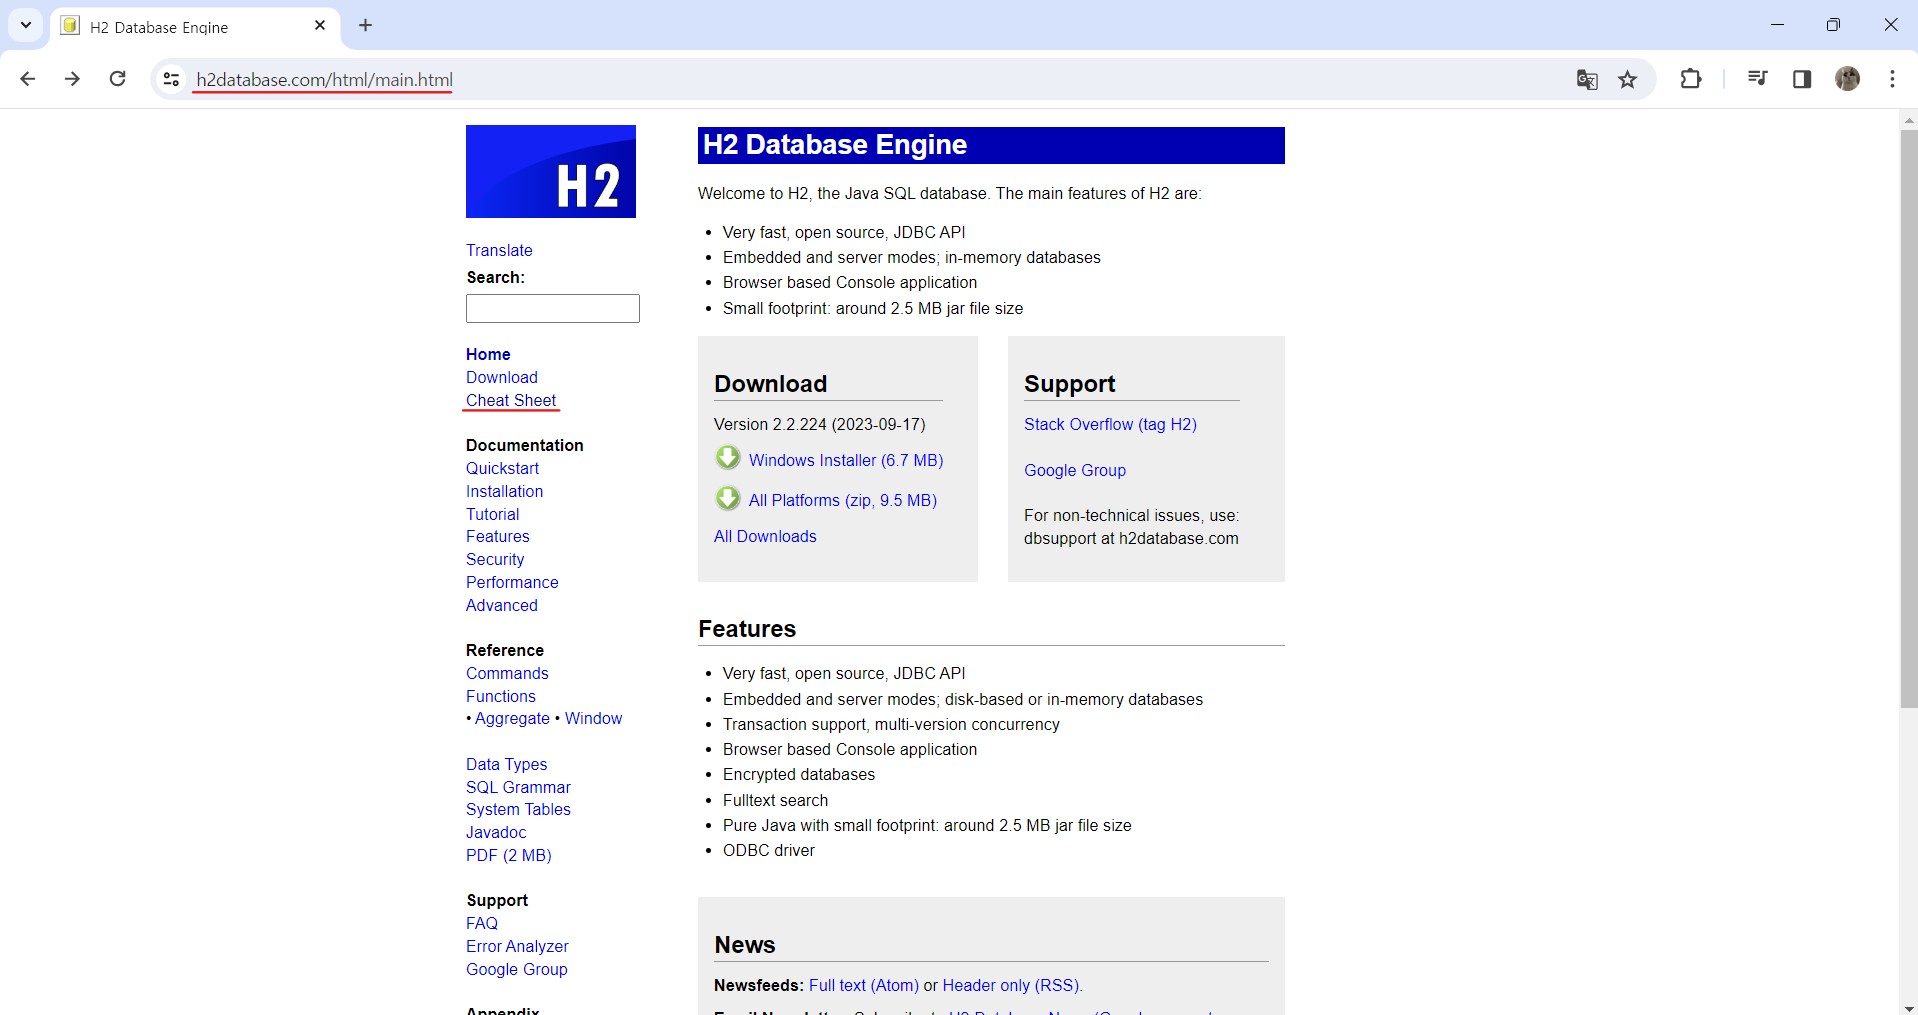 H2 Database Engine
h2database.com/html/main.html
H2
Translate
Search:
Home
Download
Cheat Sheet
Documentation
Quickstart
Installation
Tutorial
Features
Security
Performance
Advanced
Reference
Commands
Functions
• Aggregate • Window
Data Types
SQL Grammar
System Tables
Javadoc
PDF (2 MB)
Support
FAQ
Error Analyzer
Google Group
Appendix
H2 Database Engine
Welcome to H2, the Java SQL database. The main features of H2 are:
• Very fast, open source, JDBC API
• Embedded and server modes; in-memory databases
• Browser based Console application
• Small footprint: around 2.5 MB jar file size
Download
Version 2.2.224 (2023-09-17)
Windows Installer (6.7 MB)
All Platforms (zip, 9.5 MB)
All Downloads
Support
Stack Overflow (tag H2)
Google Group
For non-technical issues, use:
dbsupport at h2database.com
Features
• Very fast, open source, JDBC API
• Embedded and server modes; disk-based or in-memory databases
• Transaction support, multi-version concurrency
• Browser based Console application
• Encrypted databases
• Fulltext search
• Pure Java with small footprint: around 2.5 MB jar file size
• ODBC driver
News
Newsfeeds: Full text (Atom) or Header only (RSS).